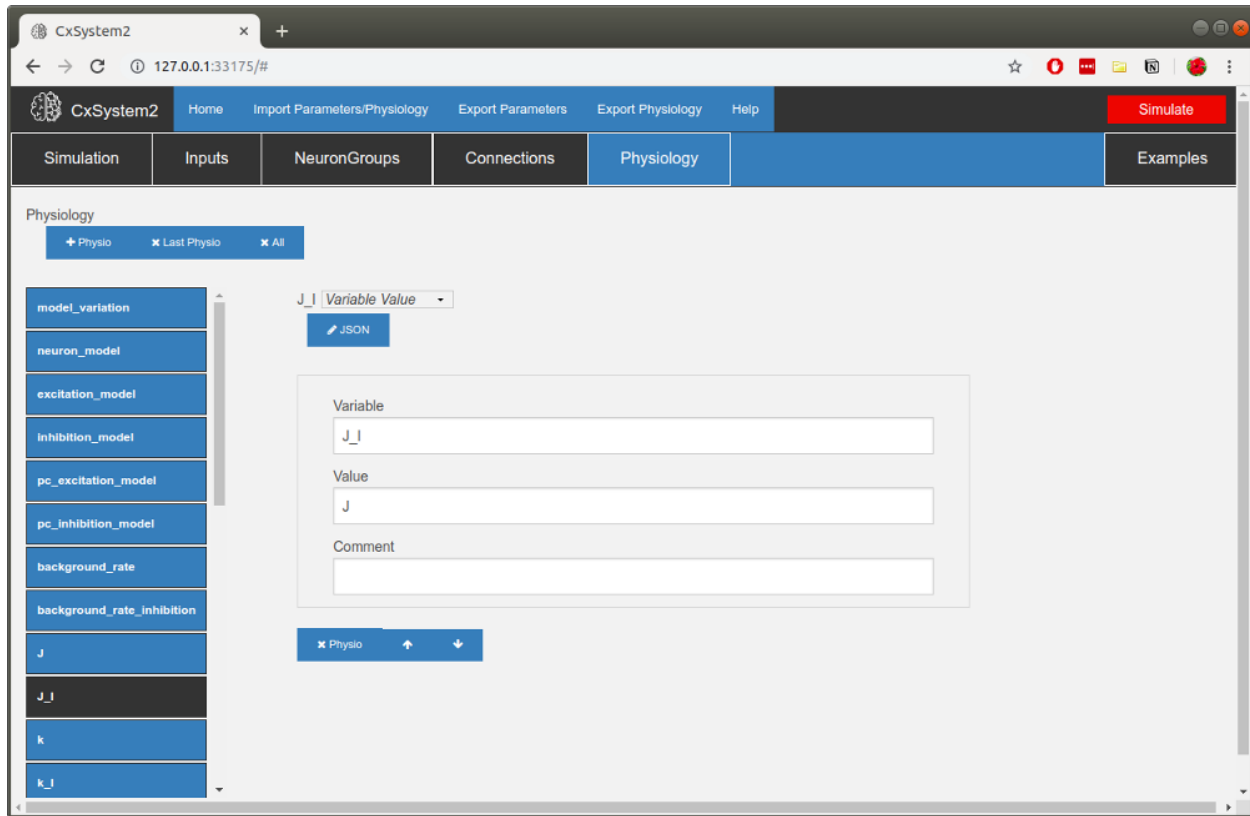 CxSystem2
127.0.0.1:33175/#
CxSystem2 Home Import Parameters/Physiology Export Parameters Export Physiology Help Simulate
Simulation Inputs NeuronGroups Connections Physiology Examples
Physiology
+ Physio × Last Physio × All
model_variation
neuron_model
excitation_model
inhibition_model
pc_excitation_model
pc_inhibition_model
background_rate
background_rate_inhibition
J
J_I
k
k_I
J_I Variable Value
JSON
Variable
J_I
Value
J
Comment
× Physio